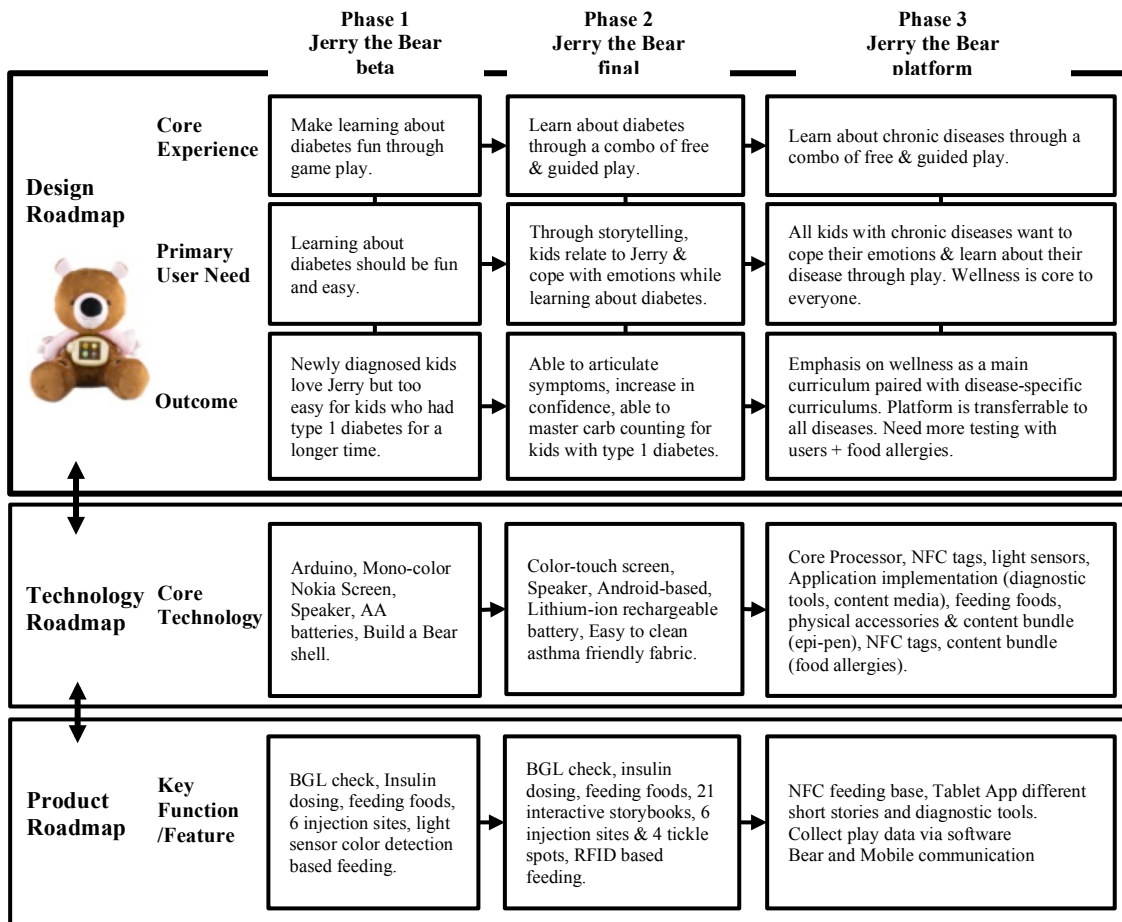 Phase 1
Jerry the Bear
beta
Phase 2
Jerry the Bear
final
Phase 3
Jerry the Bear
platform
Design
Roadmap
Core
Experience
Make learning about
diabetes fun through
game play.
Learn about diabetes
through a combo of free
& guided play.
Learn about chronic diseases through a
combo of free & guided play.
Primary
User Need
Learning about
diabetes should be fun
and easy.
Through storytelling,
kids relate to Jerry &
cope with emotions while
learning about diabetes.
All kids with chronic diseases want to
cope their emotions & learn about their
disease through play. Wellness is core to
everyone.
Outcome
Newly diagnosed kids
love Jerry but too
easy for kids who had
type 1 diabetes for a
longer time.
Able to articulate
symptoms, increase in
confidence, able to
master carb counting for
kids with type 1 diabetes.
Emphasis on wellness as a main
curriculum paired with disease-specific
curriculums. Platform is transferrable to
all diseases. Need more testing with
users + food allergies.
Technology
Roadmap
Core
Technology
Arduino, Mono-color
Nokia Screen,
Speaker, AA
batteries, Build a Bear
shell.
Color-touch screen,
Speaker, Android-based,
Lithium-ion rechargeable
battery, Easy to clean
asthma friendly fabric.
Core Processor, NFC tags, light sensors,
Application implementation (diagnostic
tools, content media), feeding foods,
physical accessories & content bundle
(epi-pen), NFC tags, content bundle
(food allergies).
Product
Roadmap
Key
Function
/Feature
BGL check, Insulin
dosing, feeding foods,
6 injection sites, light
sensor color detection
based feeding.
BGL check, insulin
dosing, feeding foods, 21
interactive storybooks, 6
injection sites & 4 tickle
spots, RFID based
feeding.
NFC feeding base, Tablet App different
short stories and diagnostic tools.
Collect play data via software
Bear and Mobile communication